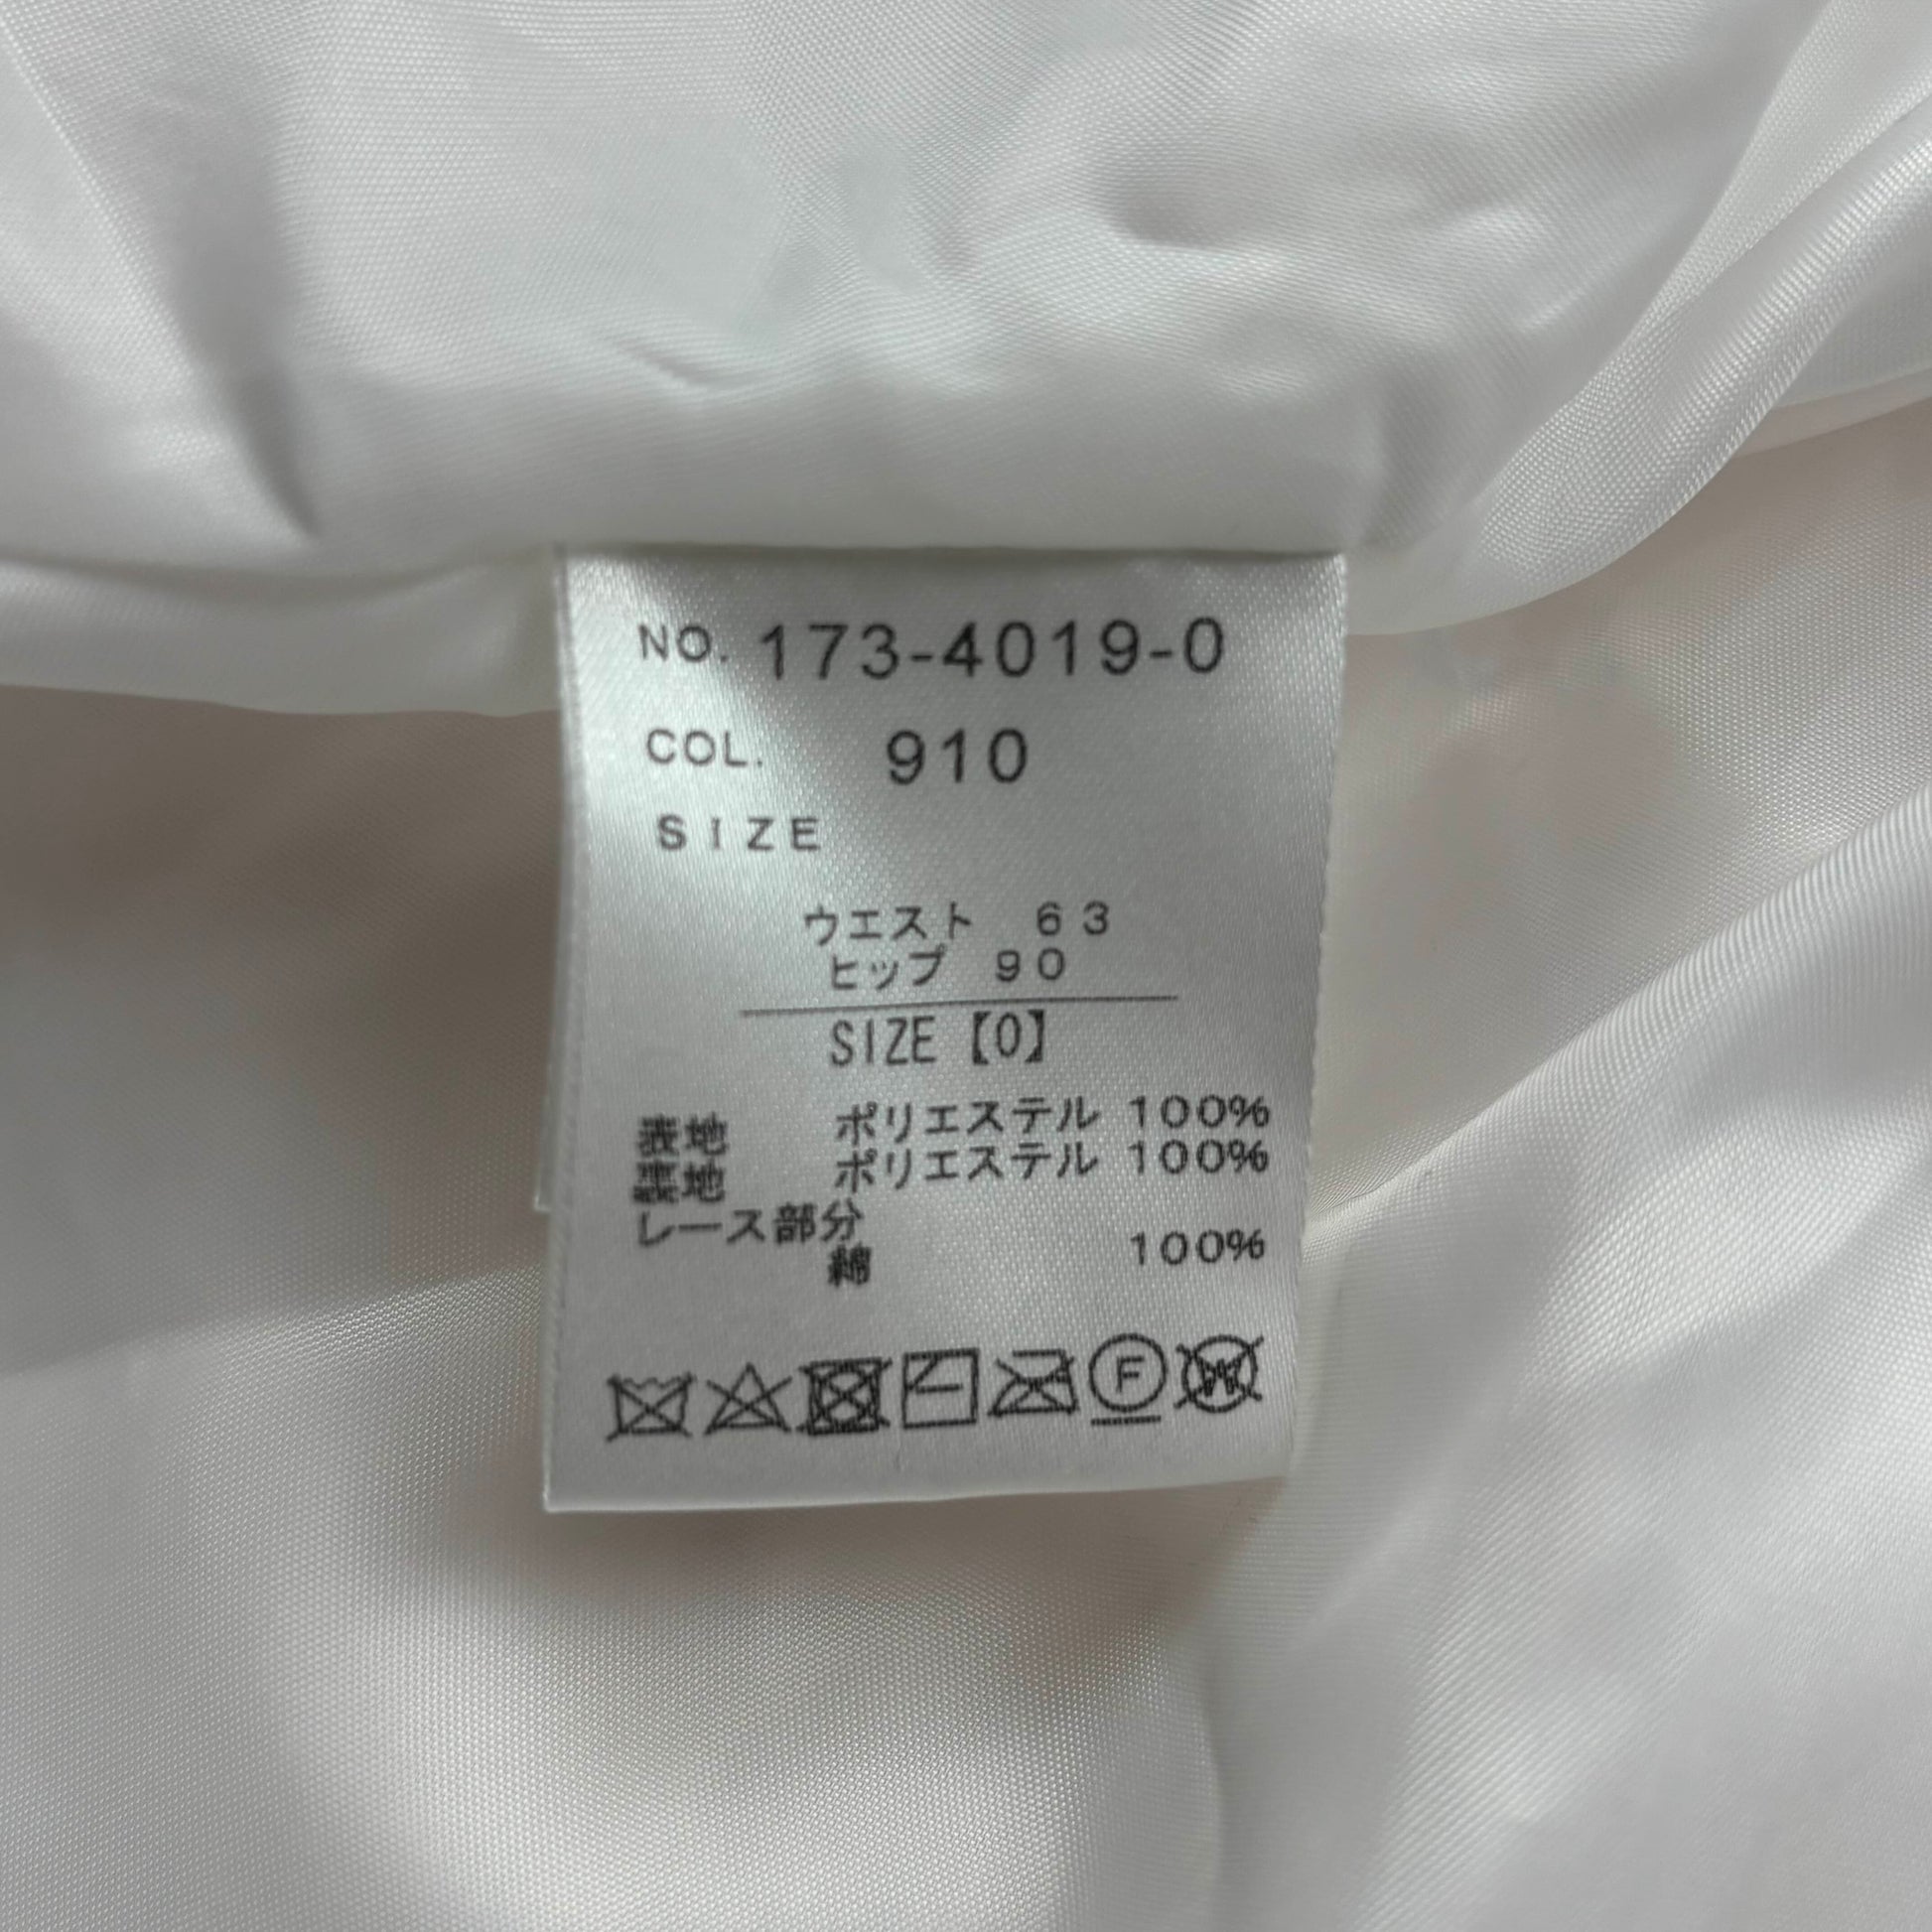 NO. 173-4019-0
COL. 910
SIZE
ウエスト 63
ヒップ 90
SIZE【0】
表地 ポリエステル 100%
裏地 ポリエステル 100%
レース部分
綿 100%
F W